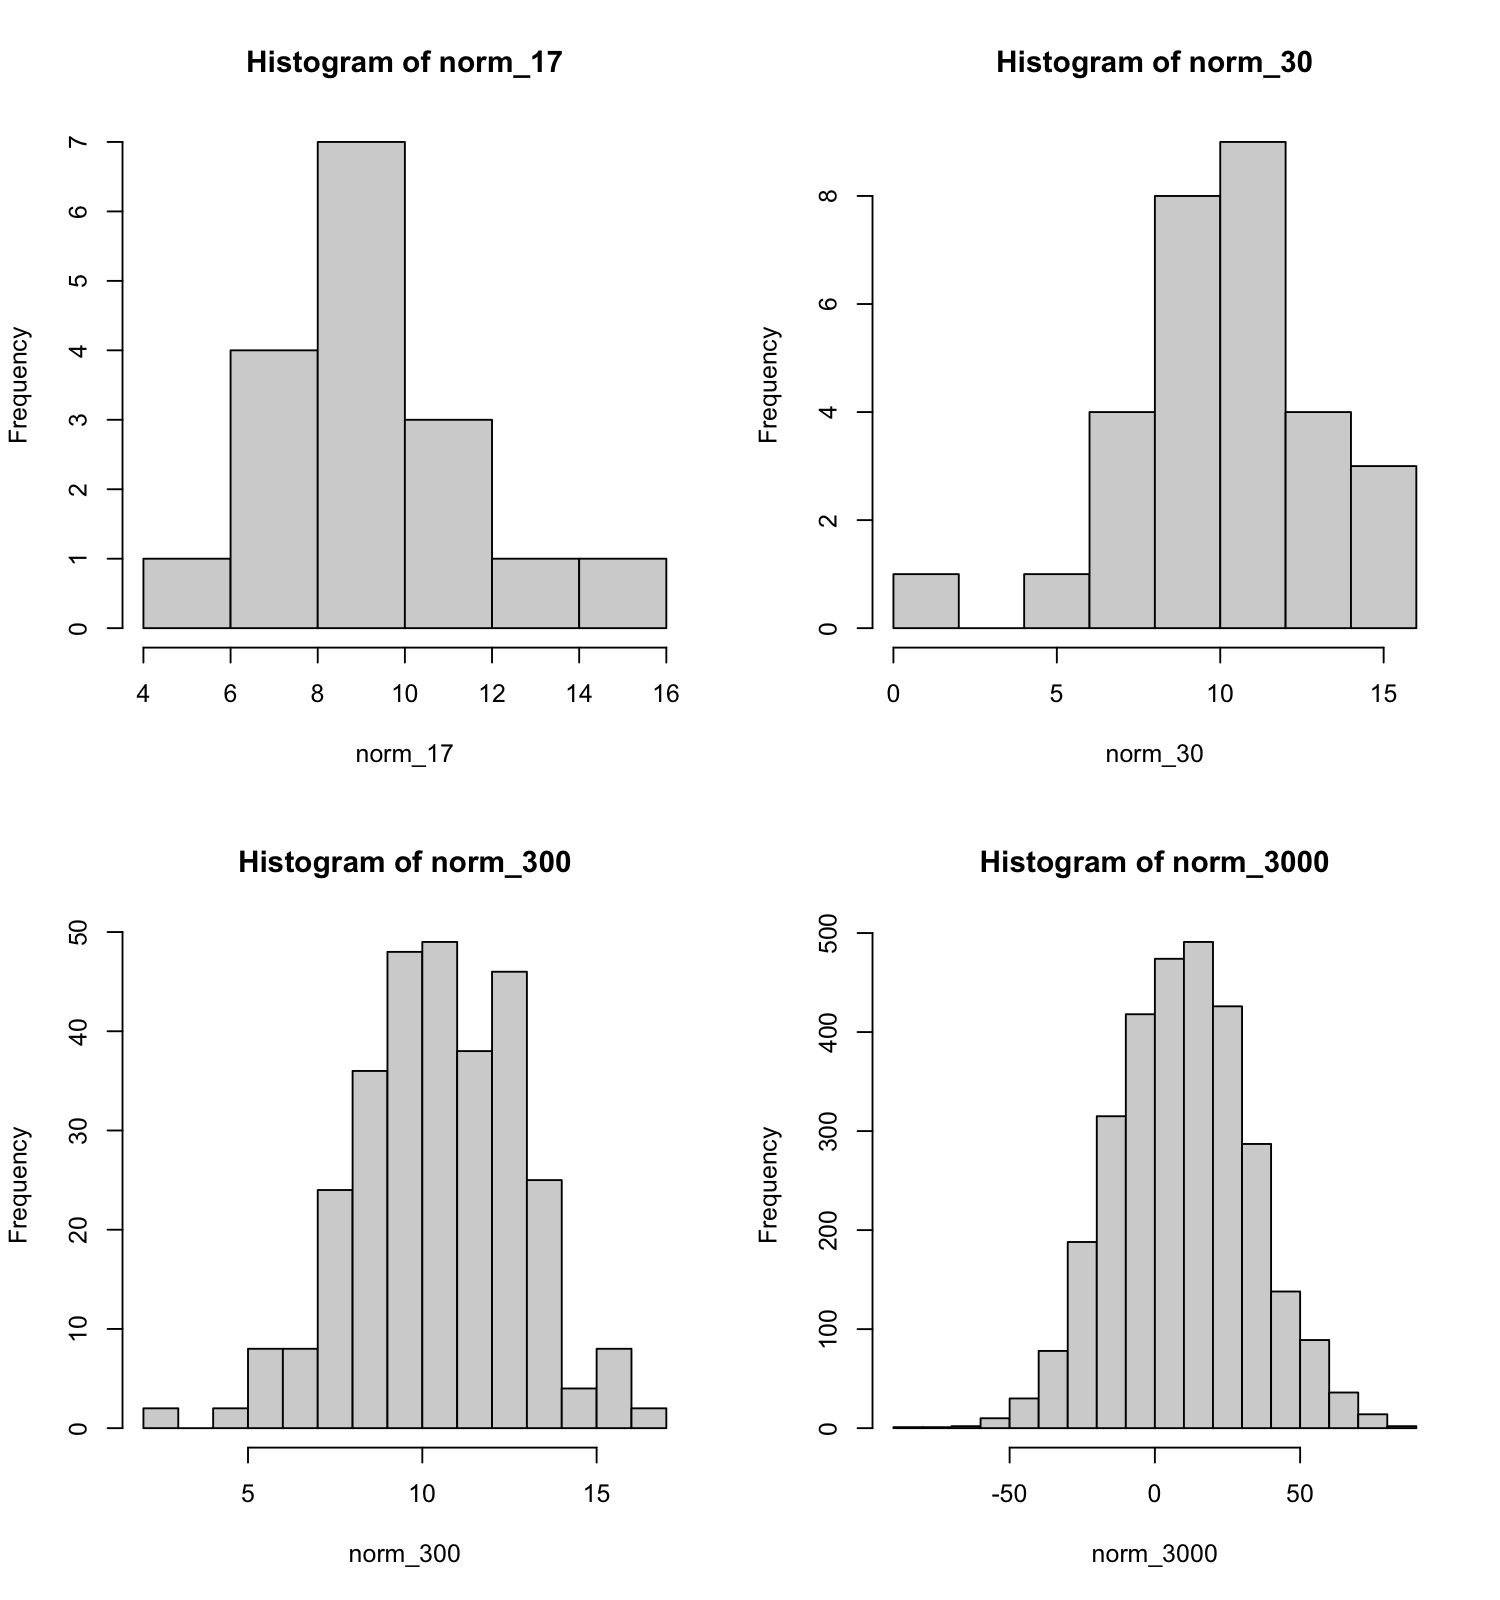 Histogram of norm_17
Frequency
7
6
5
4
3
2
1
0
4 6 8 10 12 14 16
norm_17
Histogram of norm_30
Frequency
8
6
4
2
0
0 5 10 15
norm_30
Histogram of norm_300
Frequency
50
40
30
20
10
0
5 10 15
norm_300
Histogram of norm_3000
Frequency
500
400
300
200
100
0
-50 0 50
norm_3000